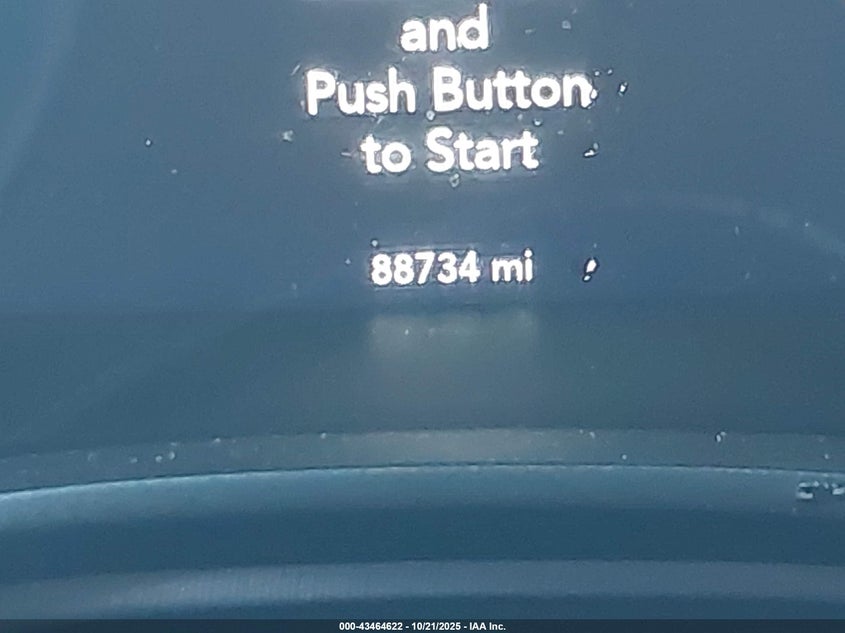 and
Push Button
to Start
88734 mi
000-43464622 - 10/21/2025 - IAA Inc.